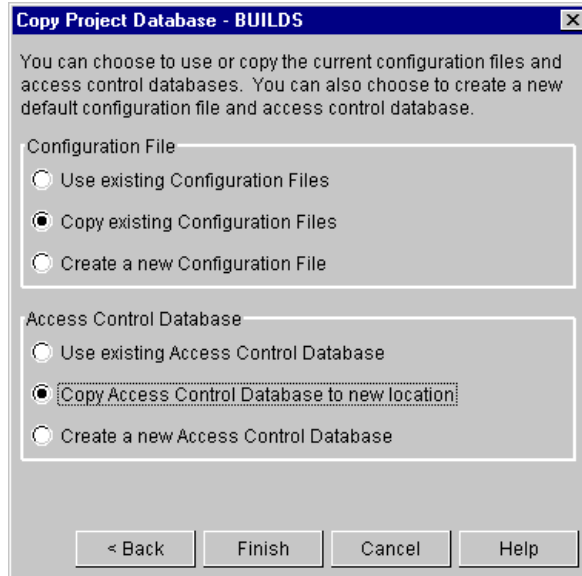 Copy Project Database - BUILDS
You can choose to use or copy the current configuration files and
access control databases. You can also choose to create a new
default configuration file and access control database.
Configuration File
Use existing Configuration Files
Copy existing Configuration Files
Create a new Configuration File
Access Control Database
Use existing Access Control Database
Copy Access Control Database to new location
Create a new Access Control Database
< Back Finish Cancel Help